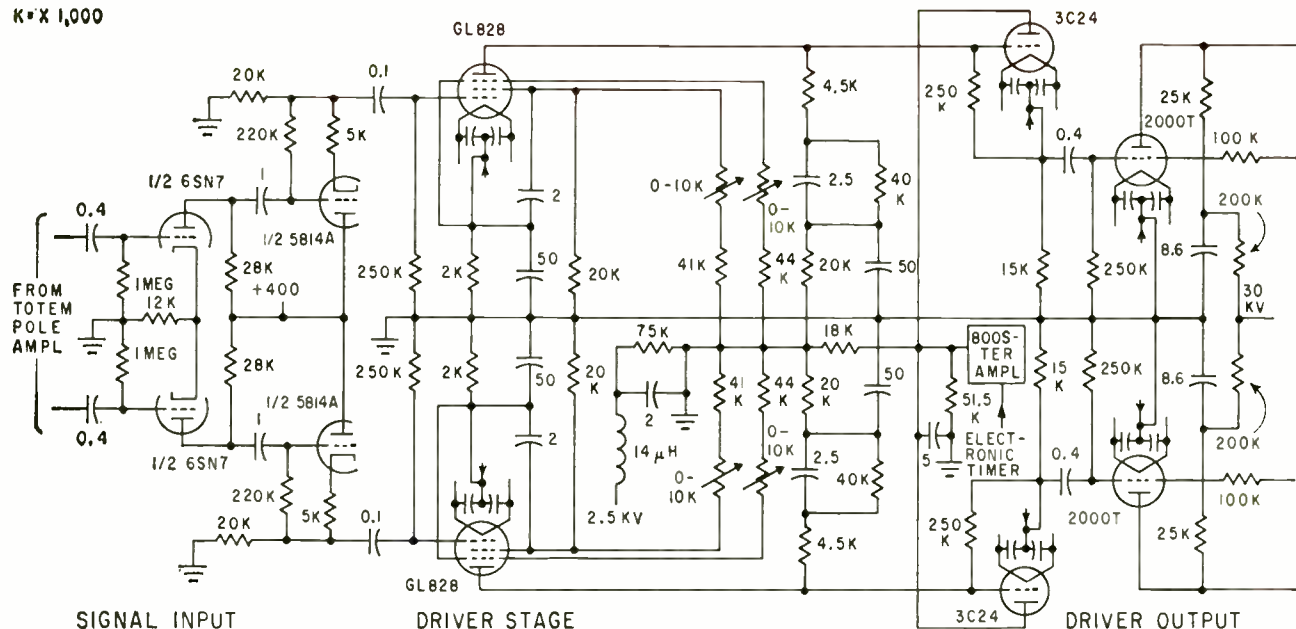 K=X 1,000
GL828
3C24
20K
0.1
4.5K
250
K
25K
2000T
220K
5K
0.4
100 K
1/2 6SN7
1
0-10K
0-
10K
2.5
40
K
200K
0.4
1/2 5814A
2
8.6
FROM
TOTEM
POLE
AMPL
1MEG
12K
28K
+400
250K
2K
50
20K
41K
44
K
20K
50
15K
250K
30
KV
75K
18K
800S-
TER
AMPL
1MEG
28K
250K
2K
50
20
K
2
41
K
44
K
20
K
50
51.5
K
15
K
250K
8.6
0.4
1/2 6SN7
1
1/2 5814A
2
14 μH
0-
10K
0-
10K
2.5
40K
5
ELECT-
RONIC
TIMER
0.4
200K
220K
5K
2.5 KV
100K
20K
0.1
4.5K
250
K
2000T
25K
GL828
3C24
SIGNAL INPUT
DRIVER STAGE
DRIVER OUTPUT